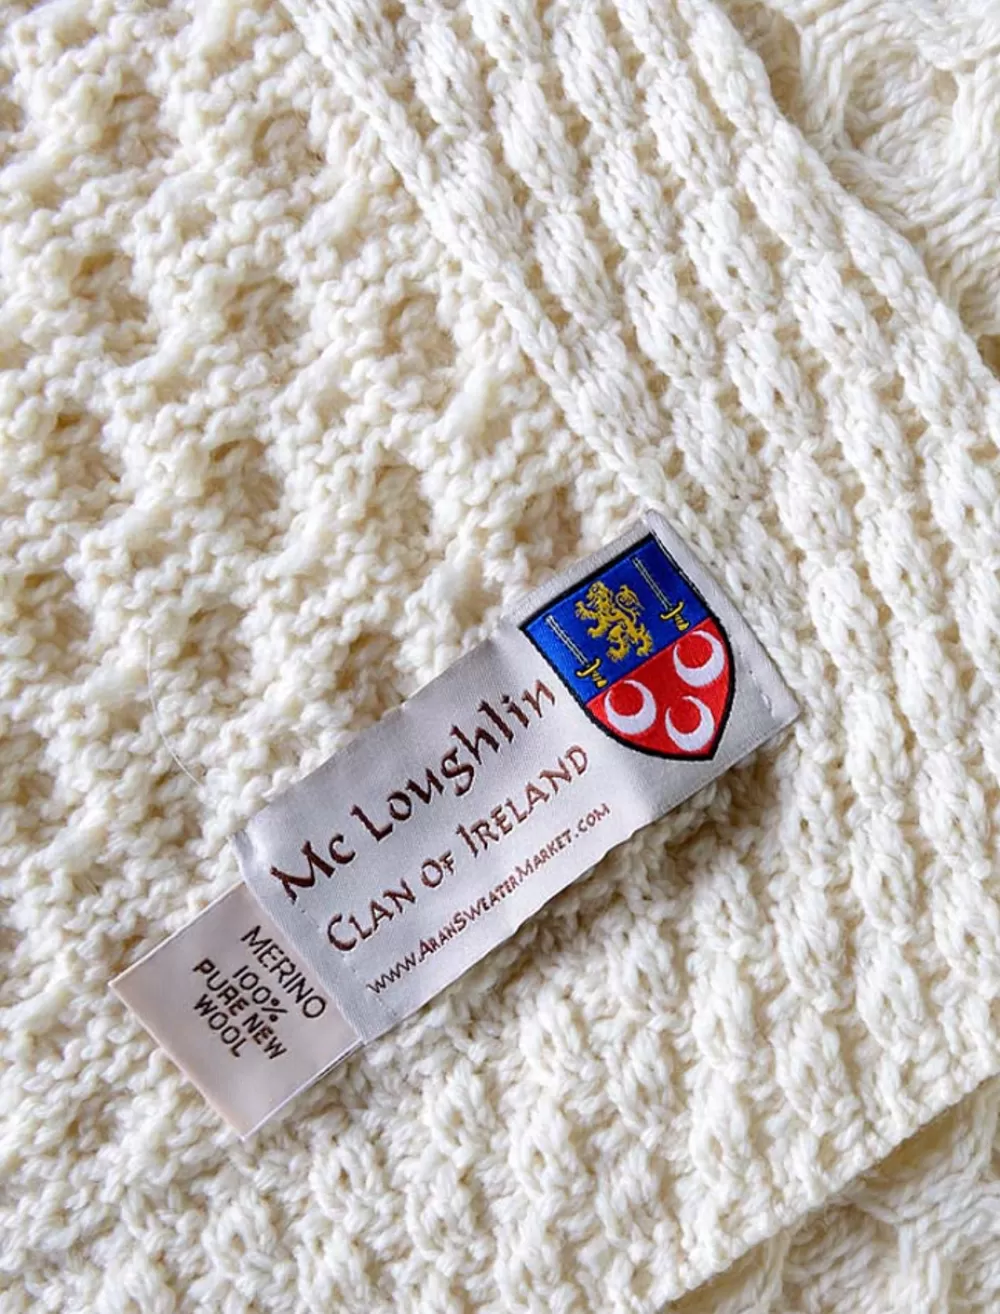 Mc Loughlin
Clan Of Ireland
www.AranSweaterMarket.com
MERINO
100%
PURE NEW
WOOL